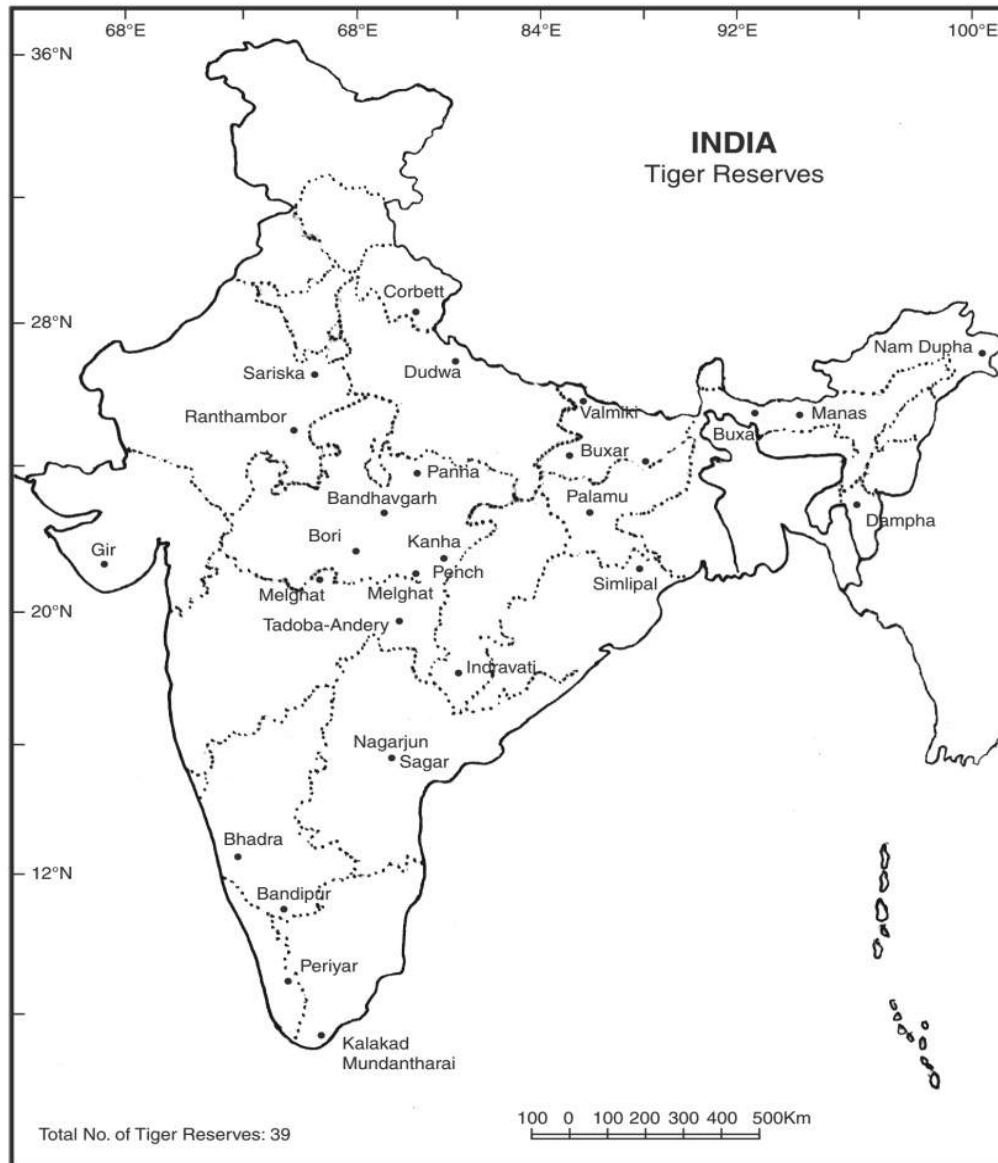 68°E 68°E 84°E 92°E 100°E
36°N
INDIA
Tiger Reserves
Corbett
28°N
Nam Dupha
Sariska
Dudwa
Ranthambor
Valmiki
Manas
Buxa
Buxar
Panna
Bandhavgarh
Palamu
Dampha
Bori
Kanha
Gir
Pench
Simlipal
Melghat
Melghat
20°N
Tadoba-Andery
Indravati
Nagarjun
Sagar
Bhadra
12°N
Bandipur
Periyar
Kalakad
Mundantharai
100 0 100 200 300 400 500Km
Total No. of Tiger Reserves: 39